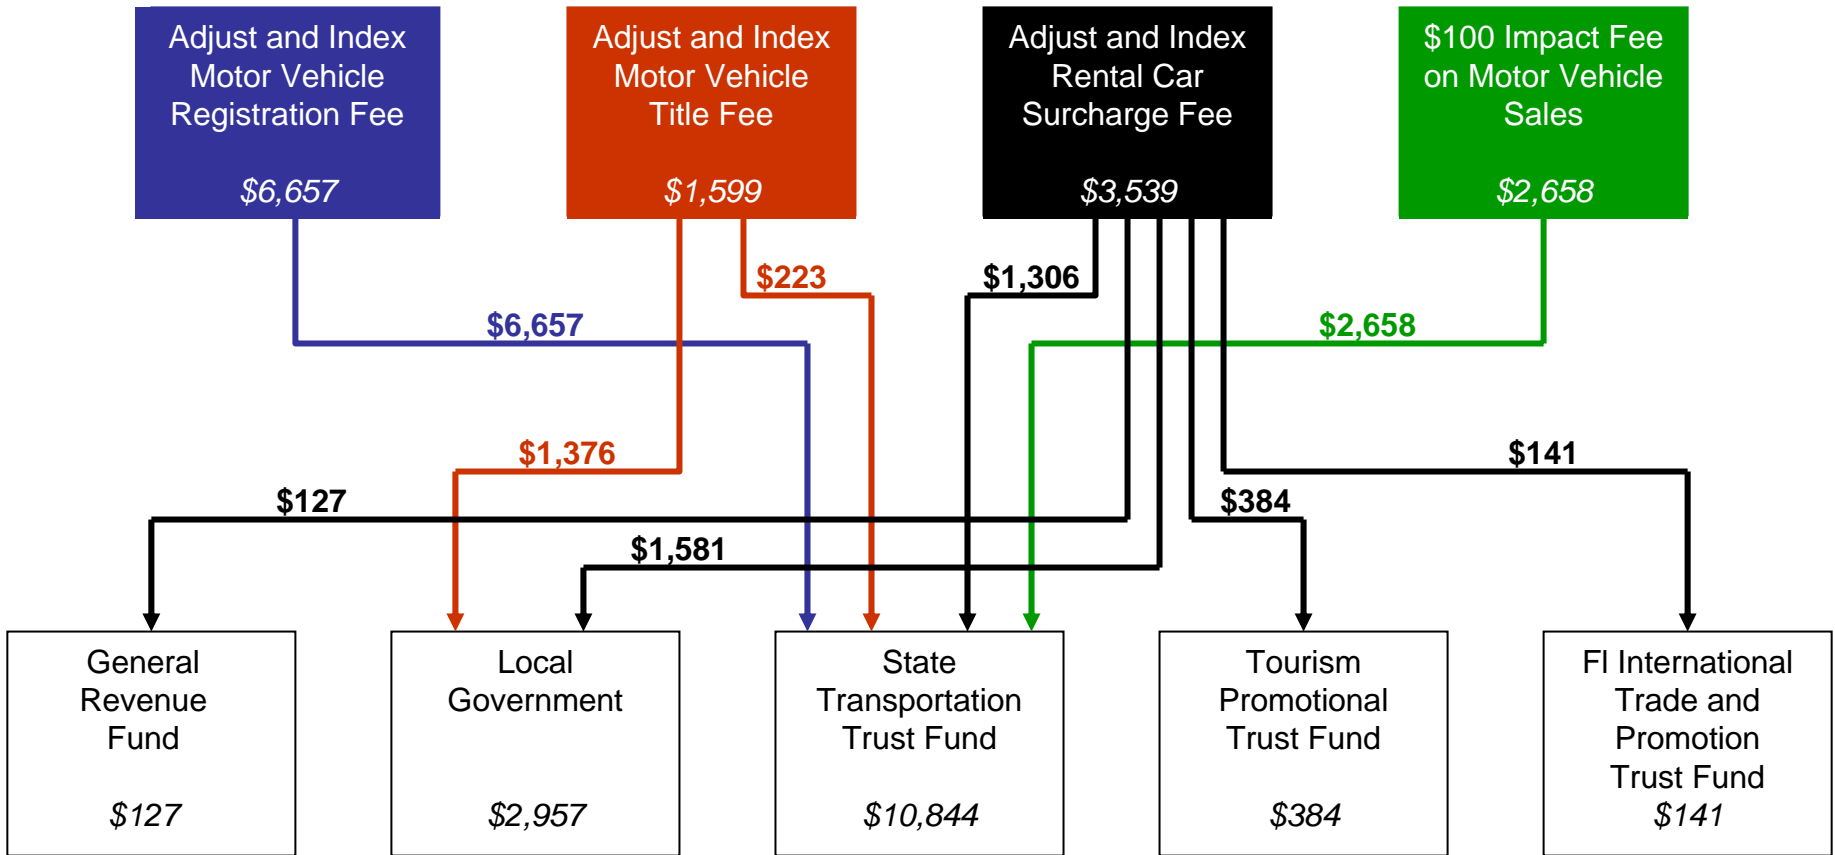 Adjust and Index
Motor Vehicle
Registration Fee
$6,657
Adjust and Index
Motor Vehicle
Title Fee
$1,599
Adjust and Index
Rental Car
Surcharge Fee
$3,539
$100 Impact Fee
on Motor Vehicle
Sales
$2,658
$223
$1,306
$6,657
$2,658
$1,376
$141
$127
$384
$1,581
General
Revenue
Fund
$127
Local
Government
$2,957
State
Transportation
Trust Fund
$10,844
Tourism
Promotional
Trust Fund
$384
Fl International
Trade and
Promotion
Trust Fund
$141